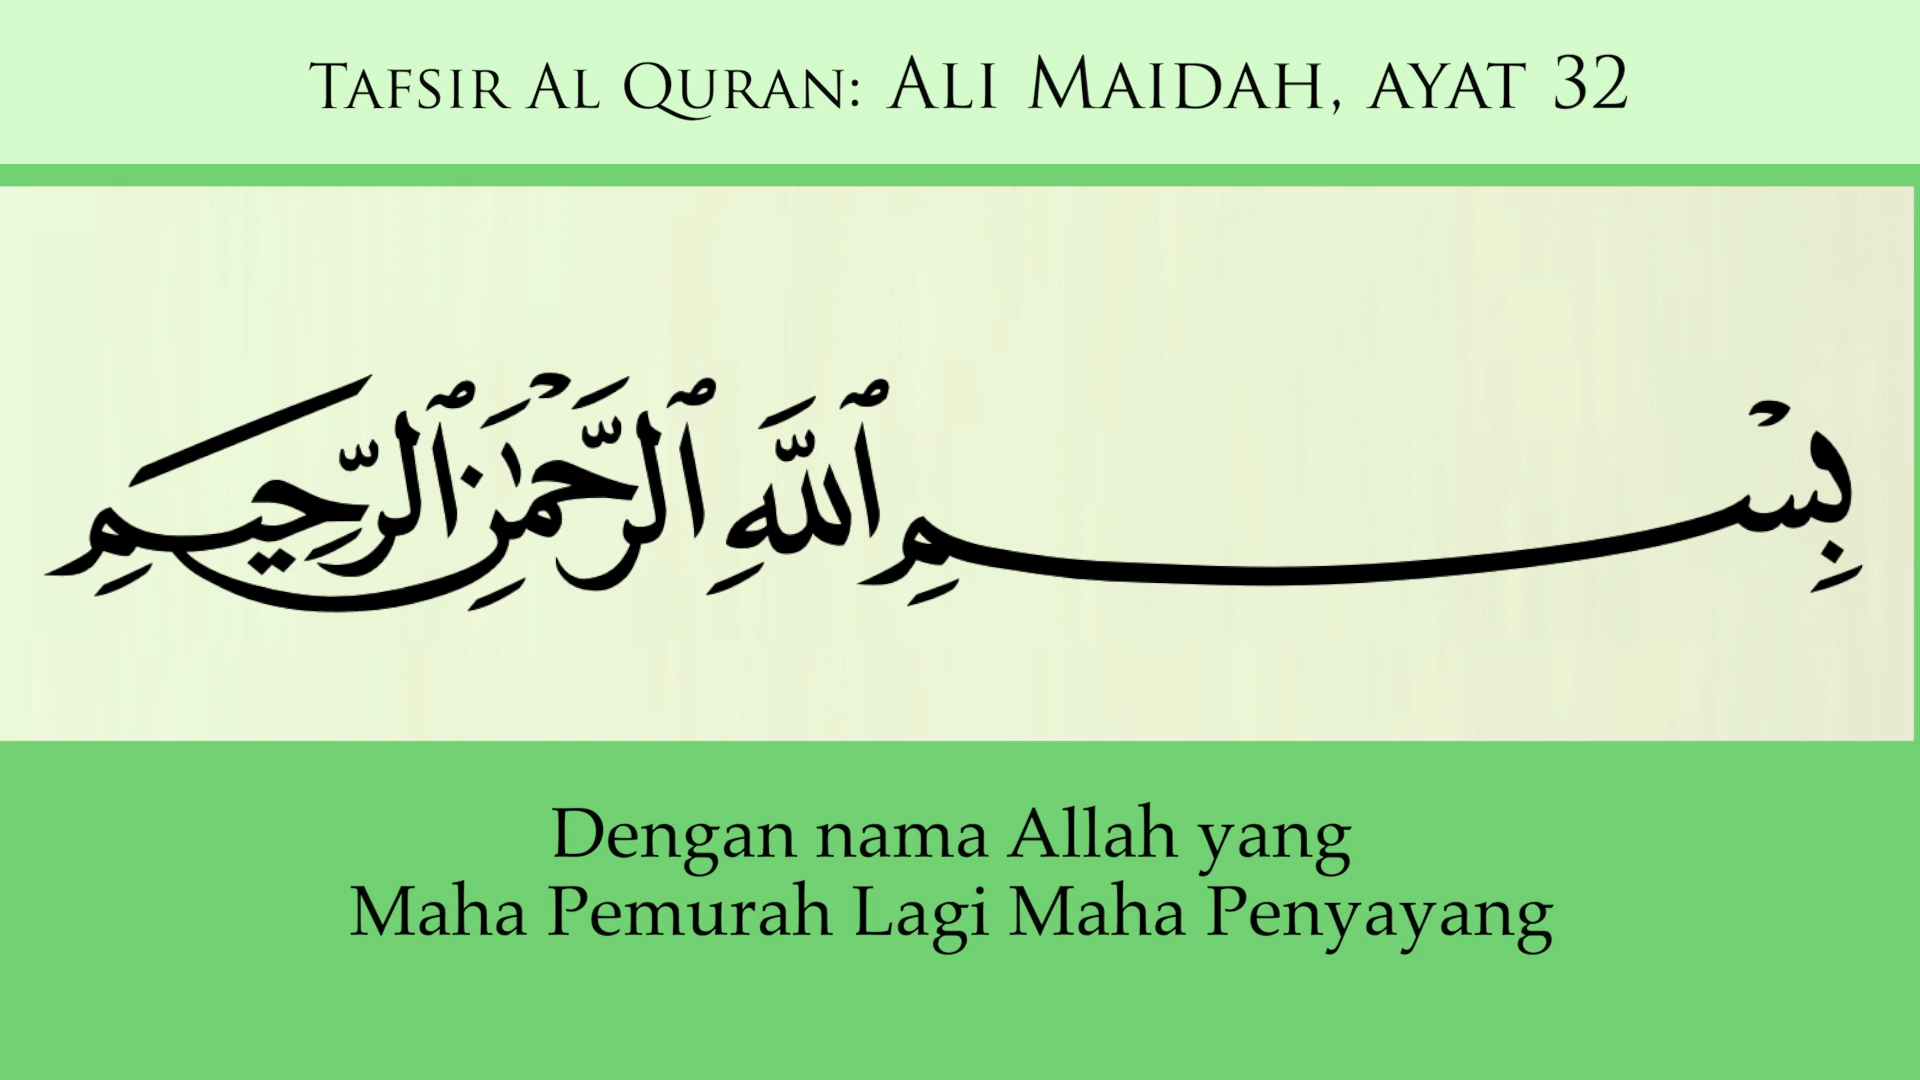 Tafsir Al Quran: Ali Maidah, ayat 32
بِسْمِ ٱللَّهِ ٱلرَّحْمَٰنِ ٱلرَّحِيمِ
Dengan nama Allah yang
Maha Pemurah Lagi Maha Penyayang